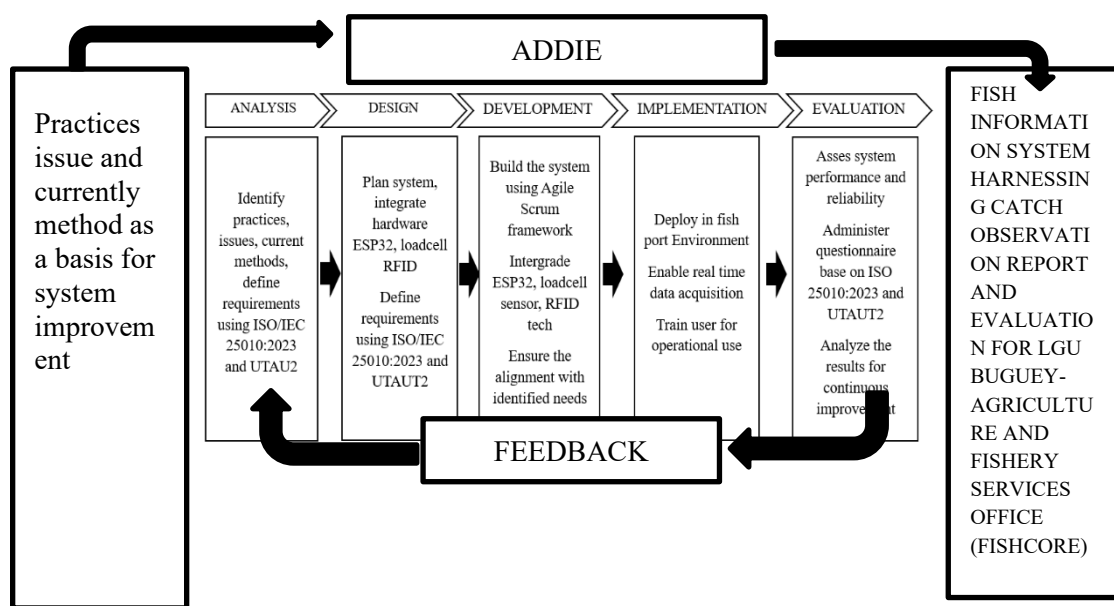 ADDIE
Practices
issue and
currently
method as
a basis for
system
improvem
ent
ANALYSIS
Identify
practices,
issues, current
methods,
define
requirements
using ISO/IEC
25010:2023
and UTAU2
DESIGN
Plan system,
integrate
hardware
ESP32, loadcell
RFID
Define
requirements
using ISO/IEC
25010:2023 and
UTAUT2
DEVELOPMENT
Build the system
using Agile
Scrum
framework
Intergrade
ESP32, loadcell
sensor, RFID
tech
Ensure the
alignment with
identified needs
IMPLEMENTATION
Deploy in fish
port Environment
Enable real time
data acquisition
Train user for
operational use
EVALUATION
Asses system
performance and
reliability
Administer
questionnaire
base on ISO
25010:2023 and
UTAUT2
Analyze the
results for
continuous
improvement
FEEDBACK
FISH
INFORMATI
ON SYSTEM
HARNESSIN
G CATCH
OBSERVATI
ON REPORT
AND
EVALUATIO
N FOR LGU
BUGUEY-
AGRICULTU
RE AND
FISHERY
SERVICES
OFFICE
(FISHCORE)